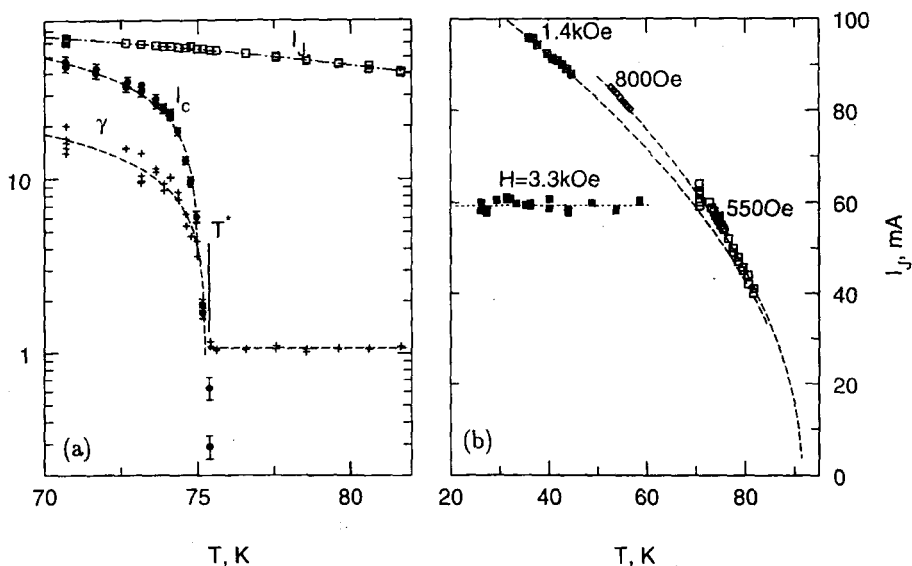 I_J
I_c
γ
T*
10
1
(a)
70
75
80
T, K
1.4kOe
800Oe
H=3.3kOe
550Oe
(b)
100
80
60
40
20
0
I_J, mA
20
40
60
80
T, K